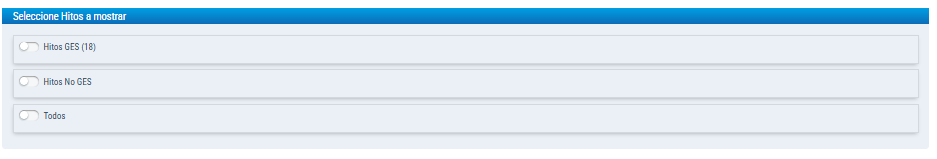 Seleccione Hitos a mostrar
Hitos GES (18)
Hitos No GES
Todos